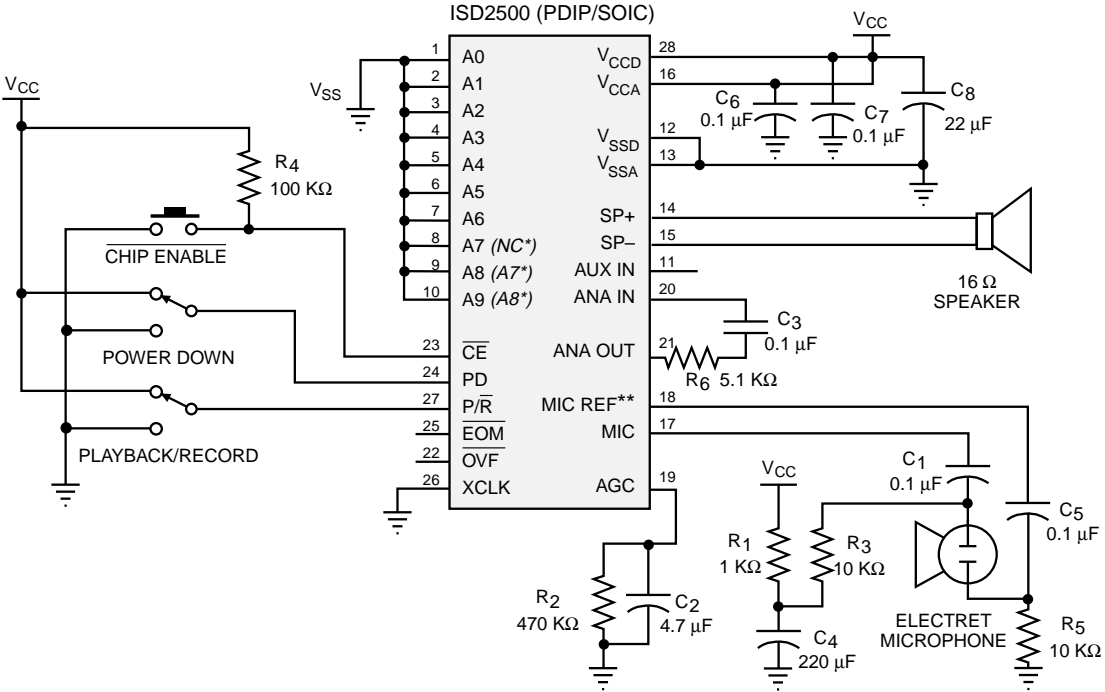 ISD2500 (PDIP/SOIC)
VCC
VSS
1 A0
2 A1
3 A2
4 A3
5 A4
6 A5
7 A6
8 A7 (NC*)
9 A8 (A7*)
10 A9 (A8*)
23 CE
24 PD
27 P/R
25 EOM
22 OVF
26 XCLK
R4
100 KΩ
CHIP ENABLE
POWER DOWN
PLAYBACK/RECORD
VCCD 28
VCCA 16
VSSD 12
VSSA 13
SP+ 14
SP– 15
AUX IN 11
ANA IN 20
ANA OUT 21
MIC REF** 18
MIC 17
AGC 19
VCC
C6
0.1 µF
C7
0.1 µF
C8
22 µF
16 Ω
SPEAKER
C3
0.1 µF
R6 5.1 KΩ
R2
470 KΩ
C2
4.7 µF
VCC
R1
1 KΩ
R3
10 KΩ
C4
220 µF
C1
0.1 µF
C5
0.1 µF
ELECTRET
MICROPHONE
R5
10 KΩ